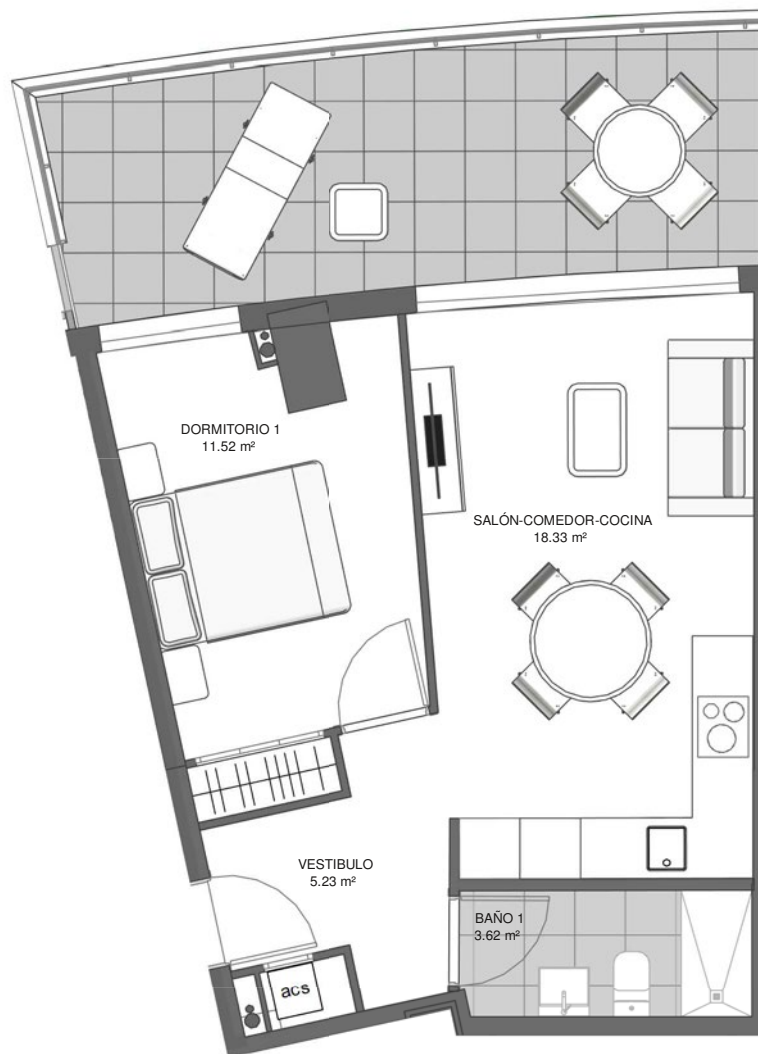 DORMITORIO 1
11.52 m²
SALÓN-COMEDOR-COCINA
18.33 m²
VESTIBULO
5.23 m²
BAÑO 1
3.62 m²
acs